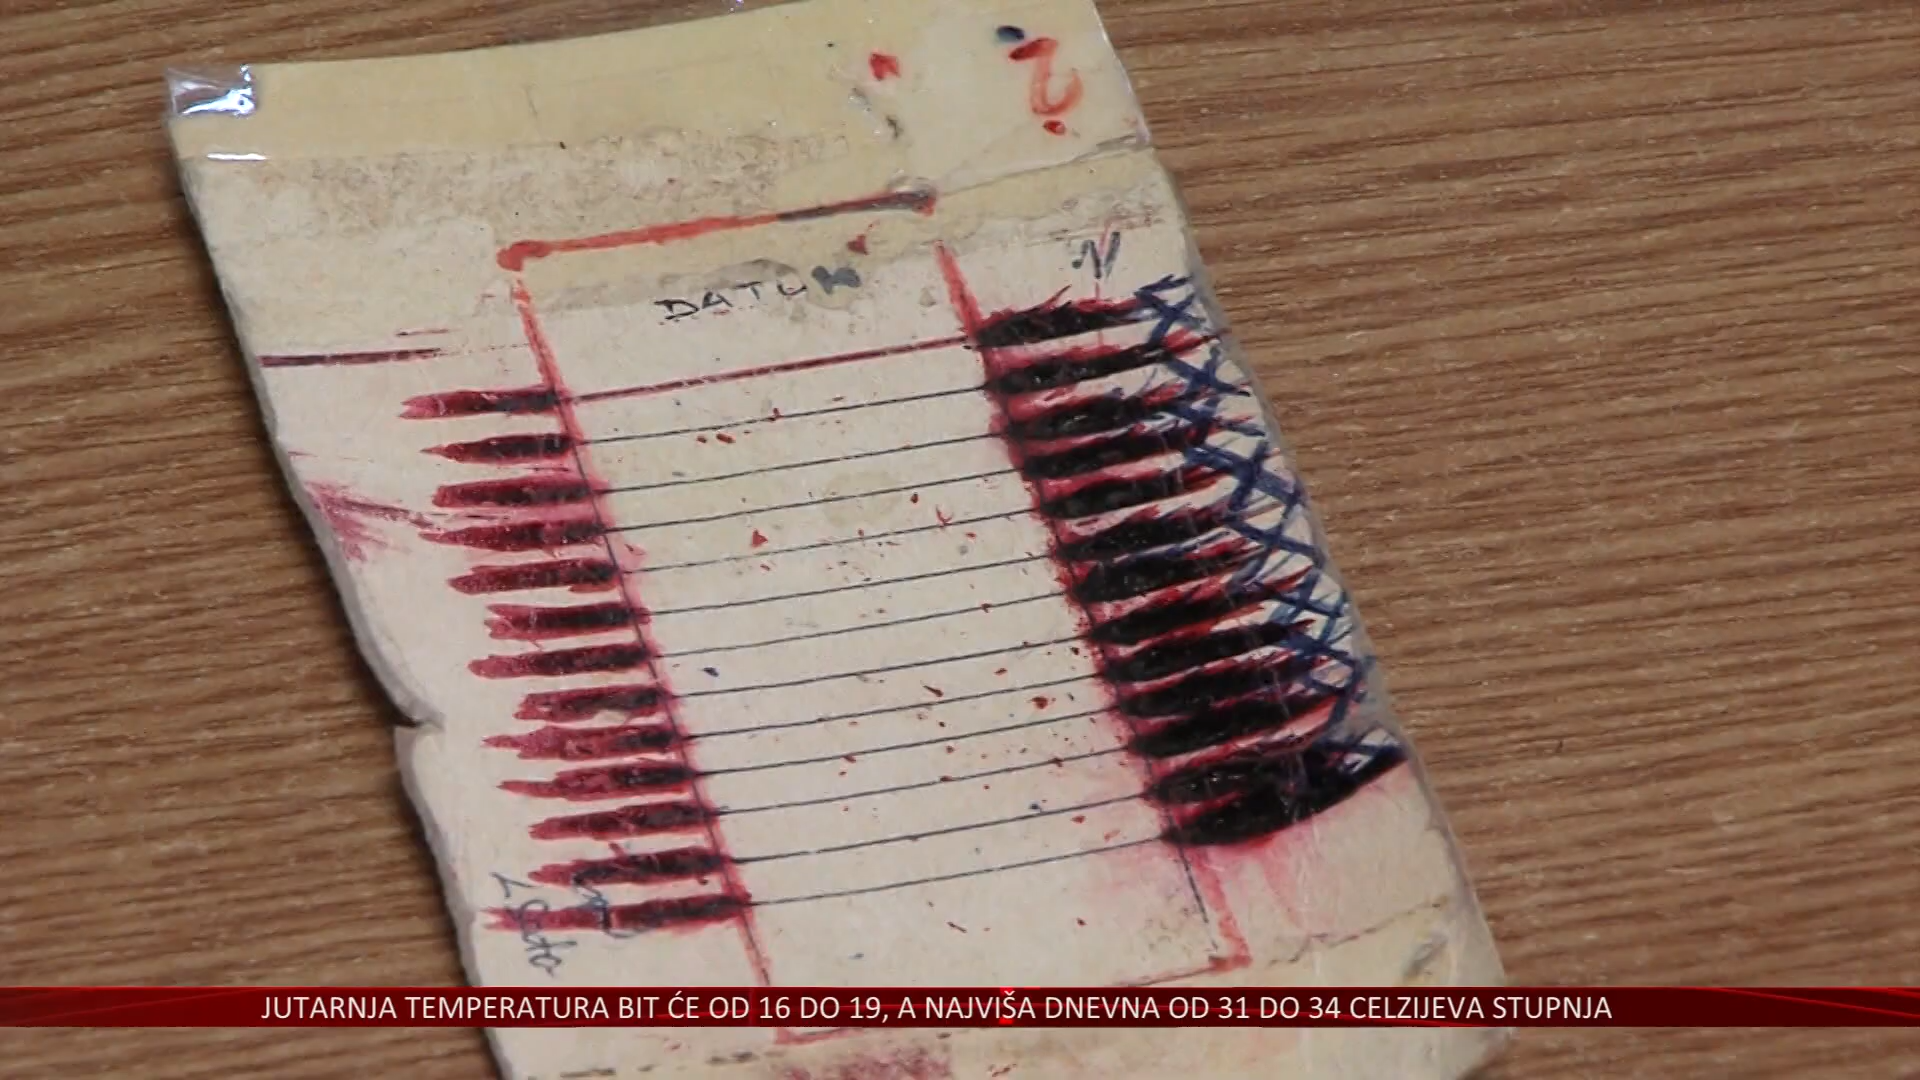 ?
DATUM
JUTARNJA TEMPERATURA BIT ĆE OD 16 DO 19, A NAJVIŠA DNEVNA OD 31 DO 34 CELZIJEVA STUPNJA